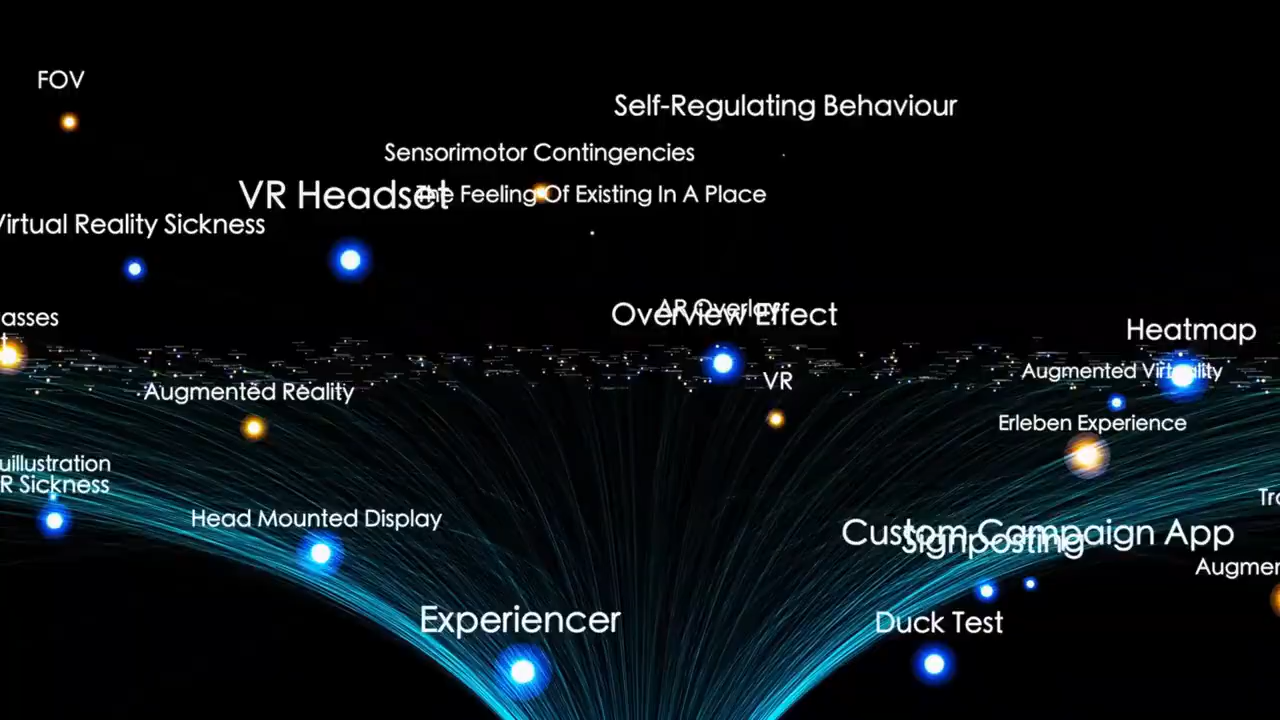 FOV
Self-Regulating Behaviour
Sensorimotor Contingencies
VR Headset
The Feeling Of Existing In A Place
Virtual Reality Sickness
asses
AR Overlay
Overview Effect
Heatmap
Augmented Virtuality
VR
Augmented Reality
Erleben Experience
uillustration
R Sickness
Tra
Head Mounted Display
Custom Campaign App
Signposting
Augmen
Experiencer
Duck Test